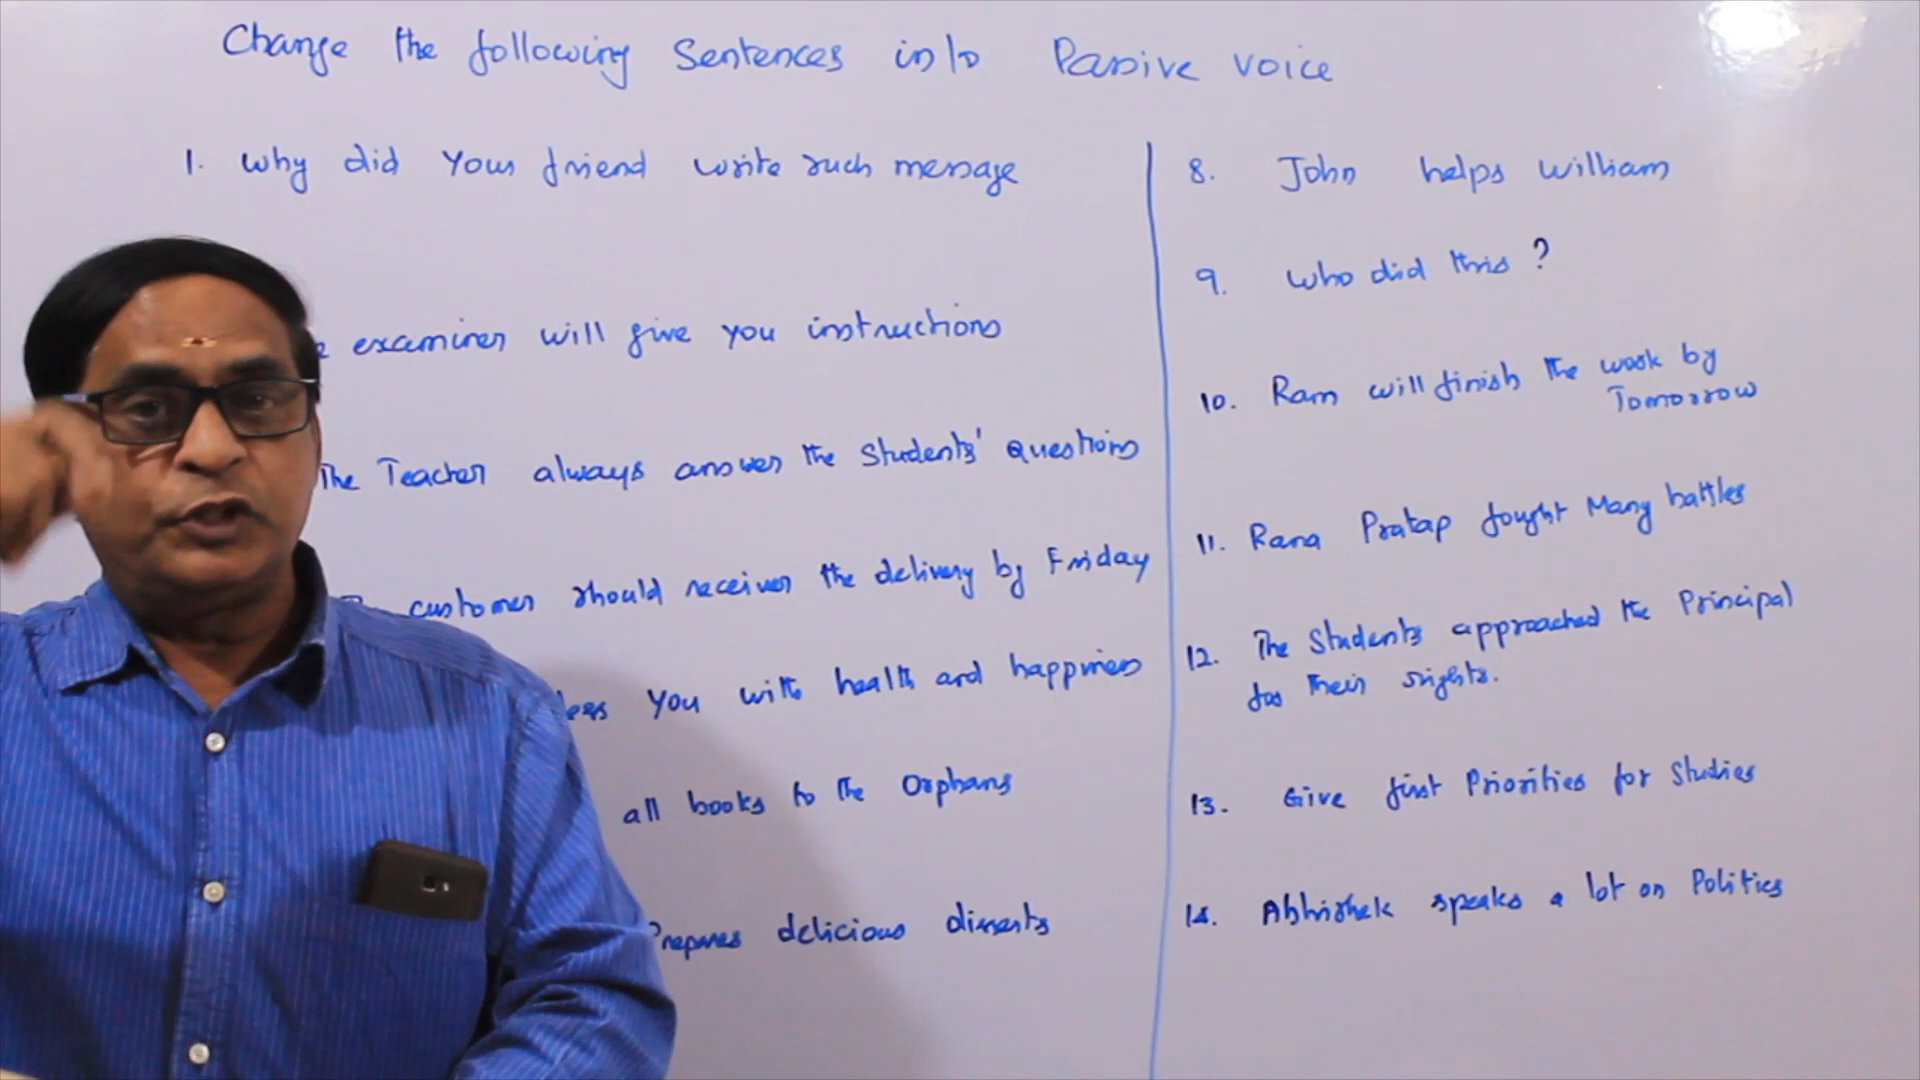 Change the following Sentences into Passive voice
1. Why did Your friend write such message
examiner will give you instructions
The Teacher always answer the Students' Questions
customer should receiver the delivery by Friday
You with health and happiness
all books to the Orphans
Prepares delicious
8. John helps william
9. Who did this ?
10. Ram will finish the work by
Tomorrow
11. Rana Pratap fought Many battles
12. The Students approached the Principal
for their rights.
13. Give first Priorities for Studies
14. Abhishek speaks a lot on Politics